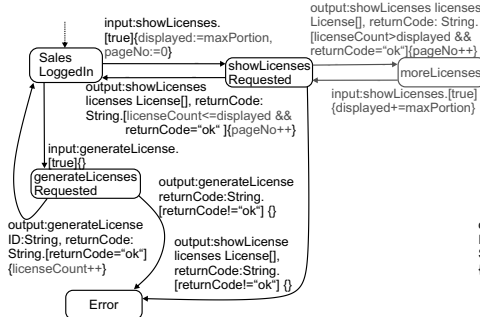 output:showLicenses licenses
License[], returnCode: String.
[licenseCount>displayed &&
returnCode="ok"]{pageNo++}
input:showLicenses.
[true]{displayed:=maxPortion,
pageNo:=0}
Sales
LoggedIn
showLicenses
Requested
moreLicenses
output:showLicenses
licenses License[], returnCode:
String.[licenseCount<=displayed &&
returnCode="ok" ]{pageNo++}
input:showLicenses.[true]
{displayed+=maxPortion}
input:generateLicense.
[true]{}
generateLicenses
Requested
output:generateLicense
returnCode:String.
[returnCode!="ok"] {}
output:generateLicense
ID:String, returnCode:
String.[returnCode="ok"]
{licenseCount++}
output:showLicense
licenses License[],
returnCode:String.
[returnCode!="ok"] {}
Error